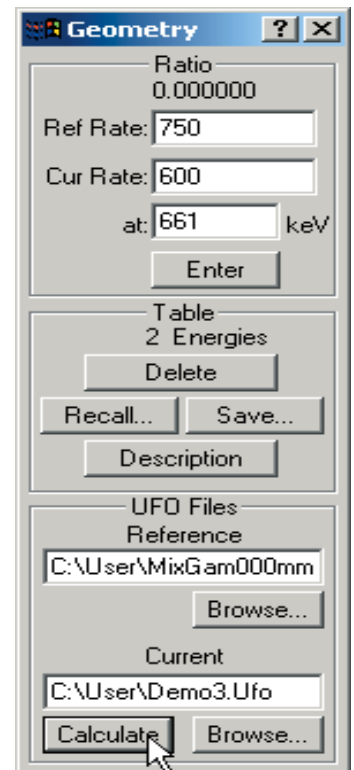 Geometry ? ×
Ratio
0.000000
Ref Rate: 750
Cur Rate: 600
at: 661 keV
Enter
Table
2 Energies
Delete
Recall... Save...
Description
UFO Files
Reference
C:\User\MixGam000mm
Browse...
Current
C:\User\Demo3.Ufo
Calculate Browse...